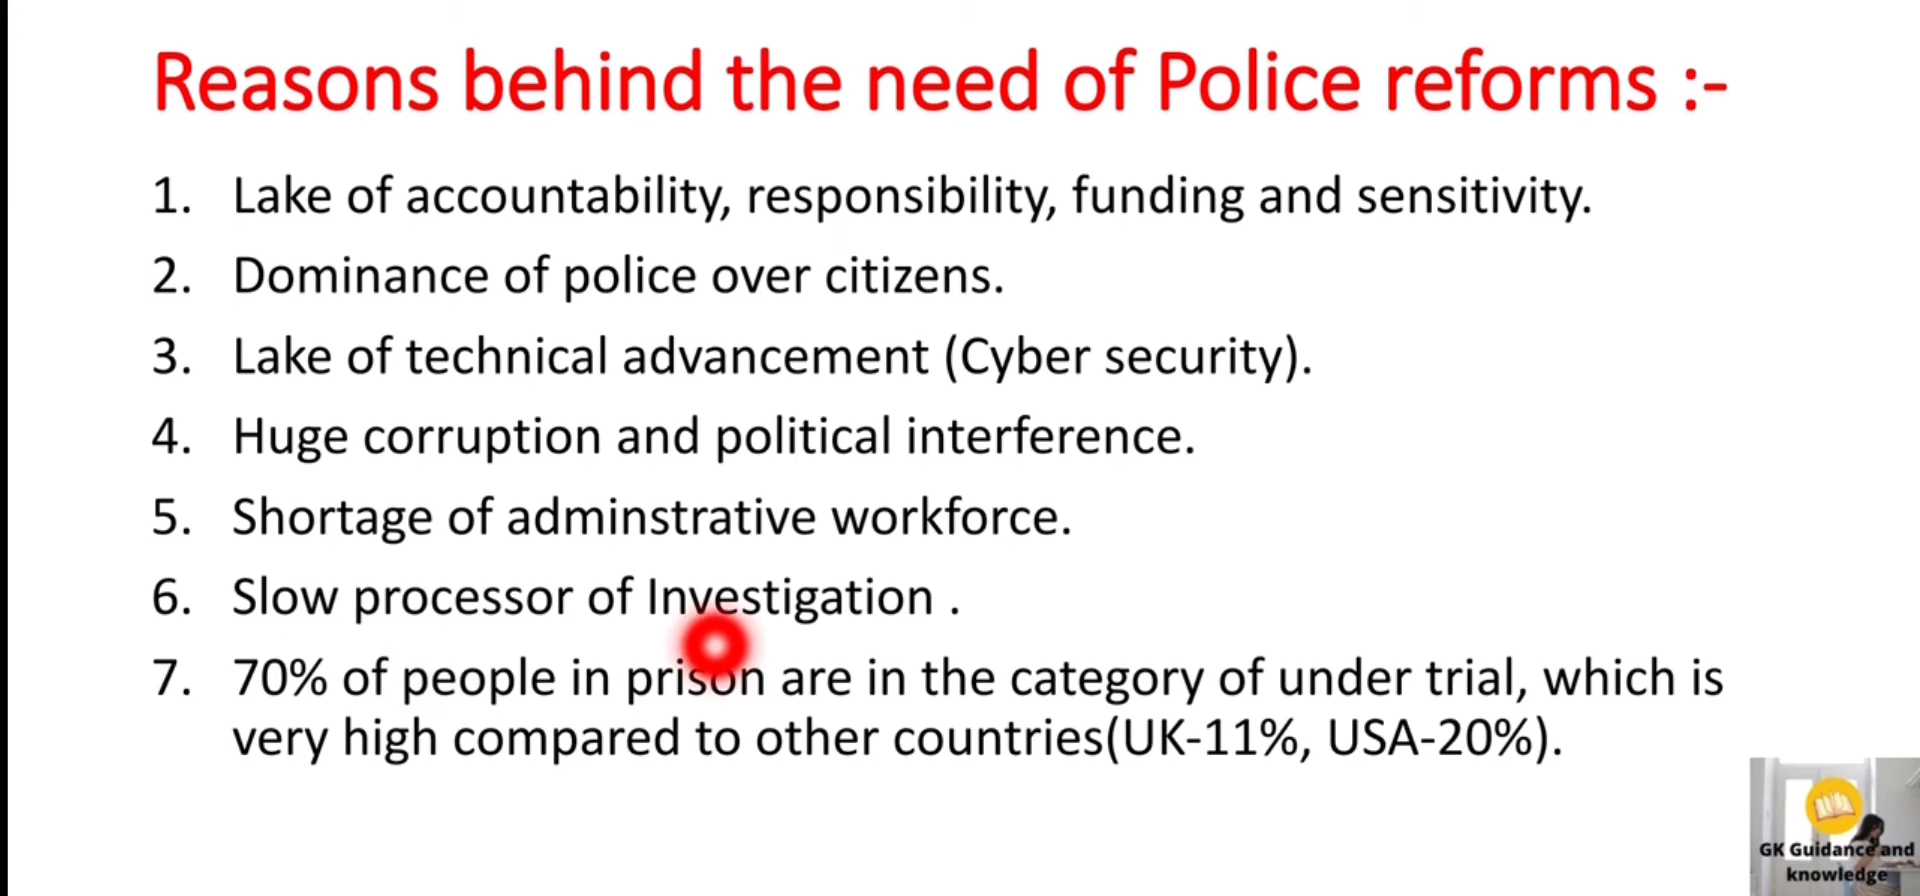 Reasons behind the need of Police reforms :-
1. Lake of accountability, responsibility, funding and sensitivity.
2. Dominance of police over citizens.
3. Lake of technical advancement (Cyber security).
4. Huge corruption and political interference.
5. Shortage of adminstrative workforce.
6. Slow processor of Investigation .
7. 70% of people in prison are in the category of under trial, which is
very high compared to other countries(UK-11%, USA-20%).
GK Guidance and
knowledge